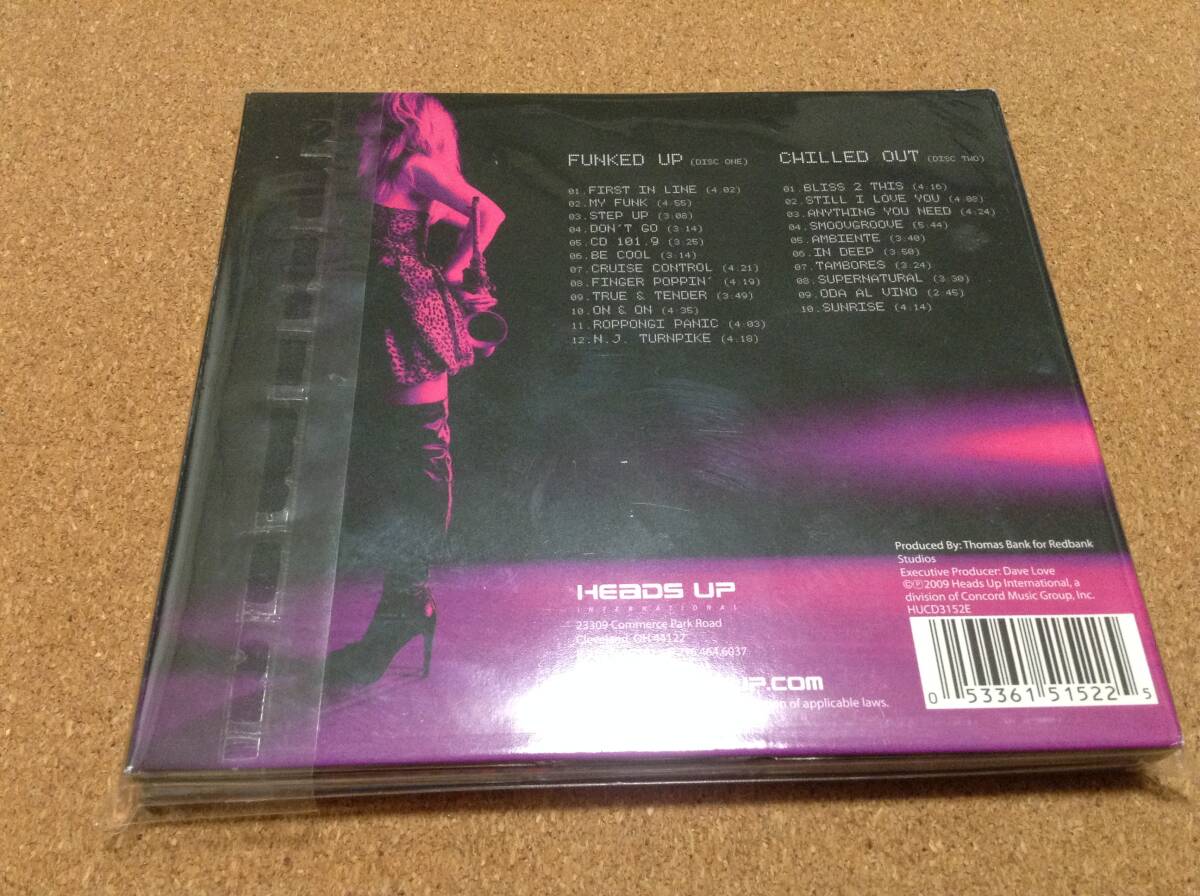 FUNKED UP (DISC ONE)
01. FIRST IN LINE (4:02)
02. MY FUNK (4:55)
03. STEP UP (3:08)
04. DON'T GO (3:14)
05. CD 101.9 (3:25)
06. BE COOL (3:14)
07. CRUISE CONTROL (4:21)
08. FINGER POPPIN' (4:19)
09. TRUE & TENDER (3:49)
10. ON & ON (4:35)
11. ROPPONGI PANIC (4:03)
12. N.J. TURNPIKE (4:18)
CHILLED OUT (DISC TWO)
01. BLISS 2 THIS (4:16)
02. STILL I LOVE YOU (4:08)
03. ANYTHING YOU NEED (4:24)
04. SMOOVGROOVE (5:44)
05. AMBIENTE (3:40)
06. IN DEEP (3:50)
07. TAMBORES (3:24)
08. SUPERNATURAL (3:30)
09. ODA AL VINO (2:45)
10. SUNRISE (4:14)
HEADS UP
INTERNATIONAL
23309 Commerce Park Road
Cleveland, OH 44122
216.464.6037
UP.COM
of applicable laws.
Produced By: Thomas Bank for Redbank
Studios
Executive Producer: Dave Love
©℗2009 Heads Up International, a
division of Concord Music Group, Inc.
HUCD3152E
0 53361 51522 5